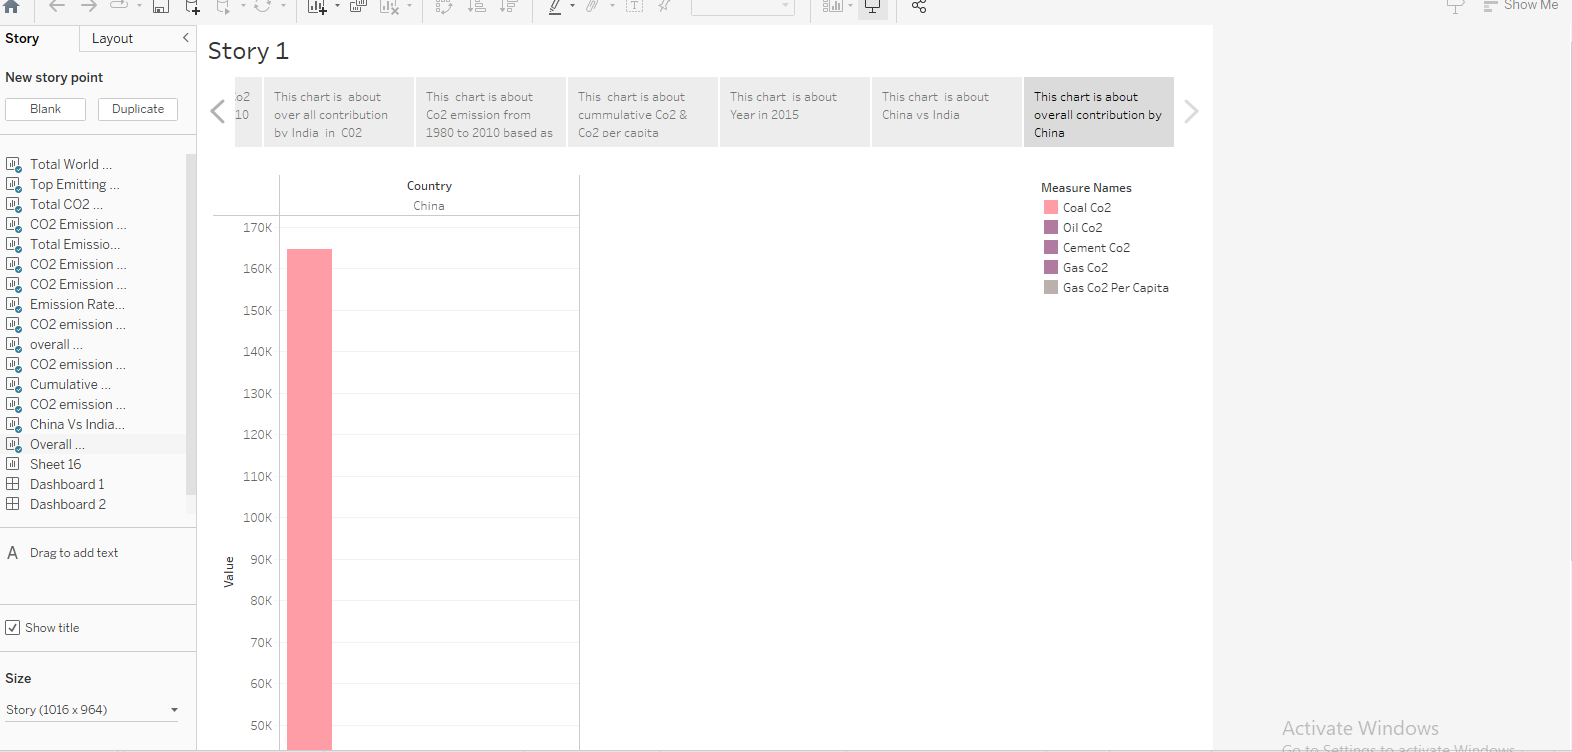 Show Me
Story
Layout
New story point
Blank
Duplicate
Total World ...
Top Emitting ...
Total CO2 ...
CO2 Emission ...
Total Emissio...
CO2 Emission ...
CO2 Emission ...
Emission Rate...
CO2 emission ...
overall ...
CO2 emission ...
Cumulative ...
CO2 emission ...
China Vs India...
Overall ...
Sheet 16
Dashboard 1
Dashboard 2
A Drag to add text
Show title
Size
Story (1016 x 964)
Story 1
o2
10
This chart is about
over all contribution
by India in C02
This chart is about
Co2 emission from
1980 to 2010 based as
This chart is about
cummulative Co2 &
Co2 per capita
This chart is about
Year in 2015
This chart is about
China vs India
This chart is about
overall contribution by
China
Country
China
170K
160K
150K
140K
130K
120K
110K
100K
90K
80K
70K
60K
50K
Value
Measure Names
Coal Co2
Oil Co2
Cement Co2
Gas Co2
Gas Co2 Per Capita
Activate Windows
Go to Settings to activate Windows.